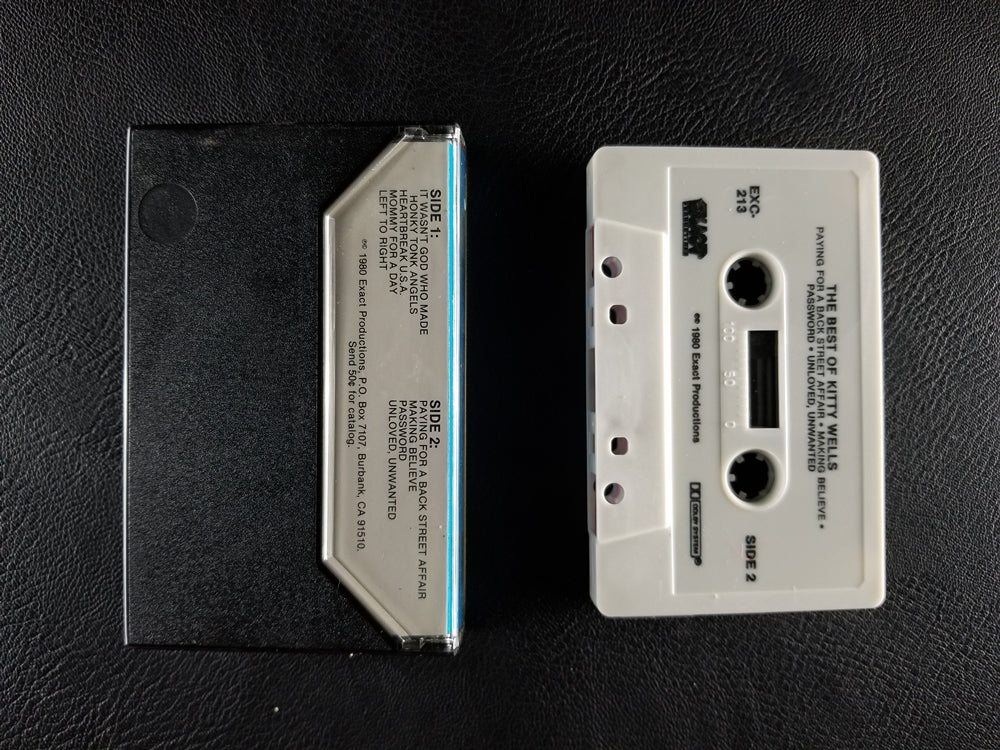 SIDE 1:
IT WASN'T GOD WHO MADE
HONKY TONK ANGELS
HEARTBREAK U.S.A.
MOMMY FOR A DAY
LEFT TO RIGHT
SIDE 2:
PAYING FOR A BACK STREET AFFAIR
MAKING BELIEVE
PASSWORD
UNLOVED, UNWANTED
℗© 1980 Exact Productions, P.O. Box 7107, Burbank, CA 91510.
Send 50¢ for catalog.
THE BEST OF KITTY WELLS
PAYING FOR A BACK STREET AFFAIR • MAKING BELIEVE •
PASSWORD • UNLOVED, UNWANTED
EXC-
213
SIDE 2
100 50 0
℗© 1980 Exact Productions
DOLBY SYSTEM®